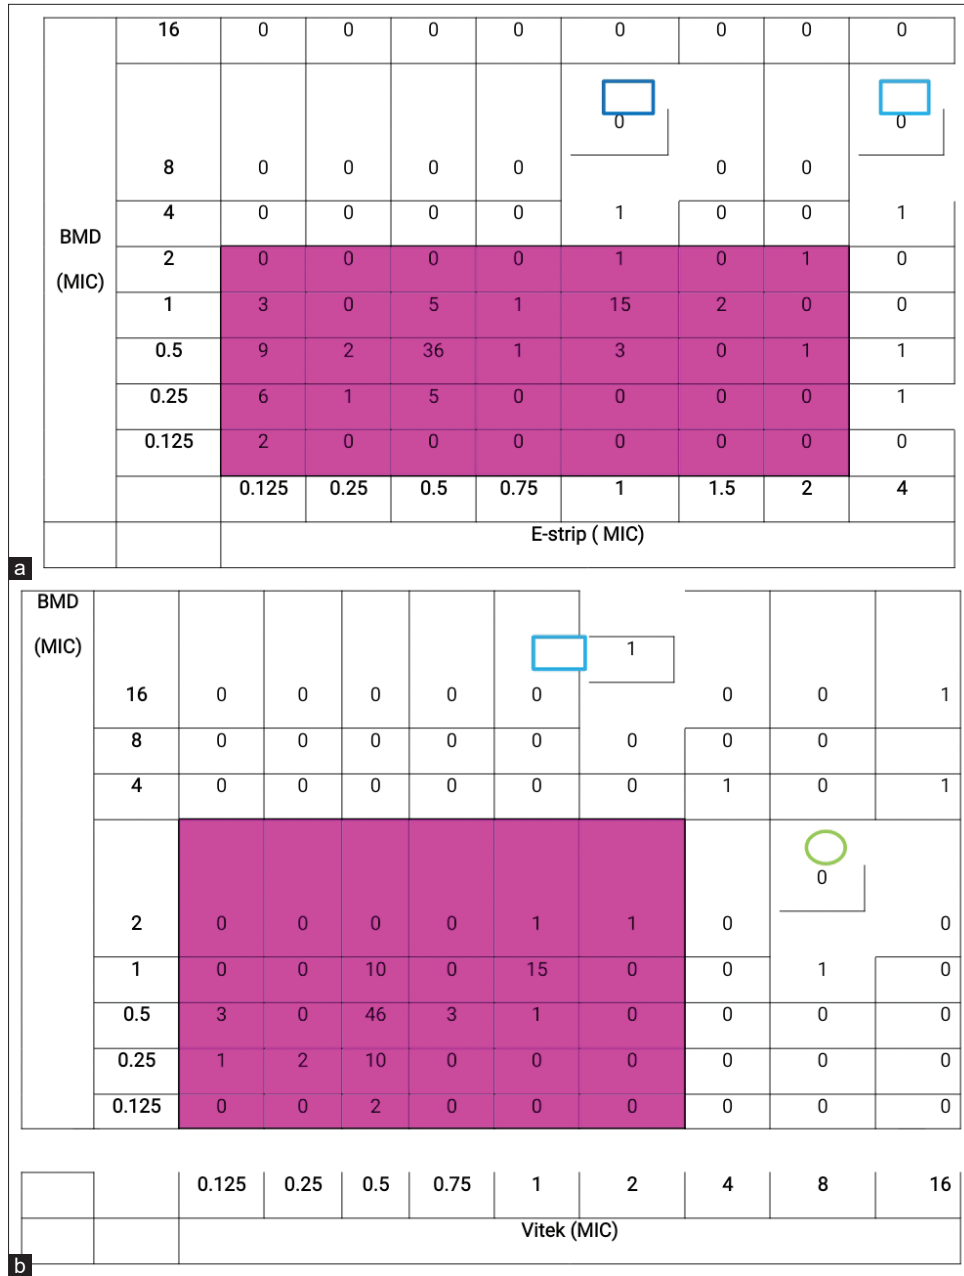 16 0 0 0 0 0 0 0 0
0 0
8 0 0 0 0 0 0
4 0 0 0 0 1 0 0 1
BMD
2 0 0 0 0 1 0 1 0
(MIC)
1 3 0 5 1 15 2 0 0
0.5 9 2 36 1 3 0 1 1
0.25 6 1 5 0 0 0 0 1
0.125 2 0 0 0 0 0 0 0
0.125 0.25 0.5 0.75 1 1.5 2 4
E-strip ( MIC)
a
BMD
(MIC) 1
16 0 0 0 0 0 0 0 1
8 0 0 0 0 0 0 0 0
4 0 0 0 0 0 0 1 0 1
0
2 0 0 0 0 1 1 0 0
1 0 0 10 0 15 0 0 1 0
0.5 3 0 46 3 1 0 0 0 0
0.25 1 2 10 0 0 0 0 0 0
0.125 0 0 2 0 0 0 0 0 0
0.125 0.25 0.5 0.75 1 2 4 8 16
Vitek (MIC)
b